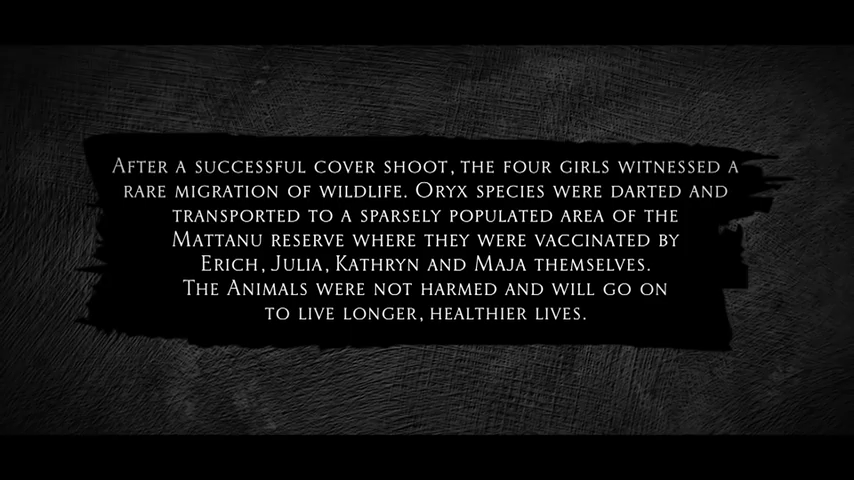 After a successful cover shoot, the four girls witnessed a
rare migration of wildlife. Oryx species were darted and
transported to a sparsely populated area of the
Mattanu reserve where they were vaccinated by
Erich, Julia, Kathryn and Maja themselves.
The Animals were not harmed and will go on
to live longer, healthier lives.